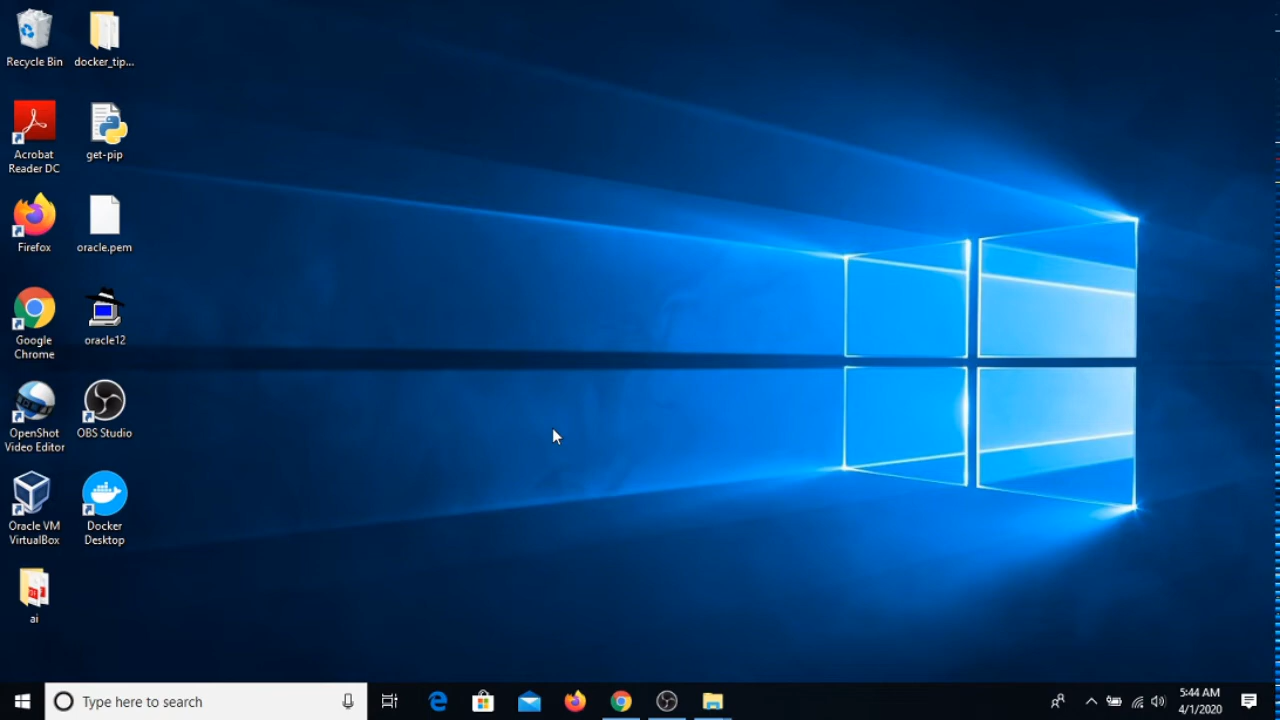 Recycle Bin
docker_tip...
Acrobat
Reader DC
get-pip
Firefox
oracle.pem
Google
Chrome
oracle12
OpenShot
Video Editor
OBS Studio
Oracle VM
VirtualBox
Docker
Desktop
ai
Type here to search
5:44 AM
4/1/2020